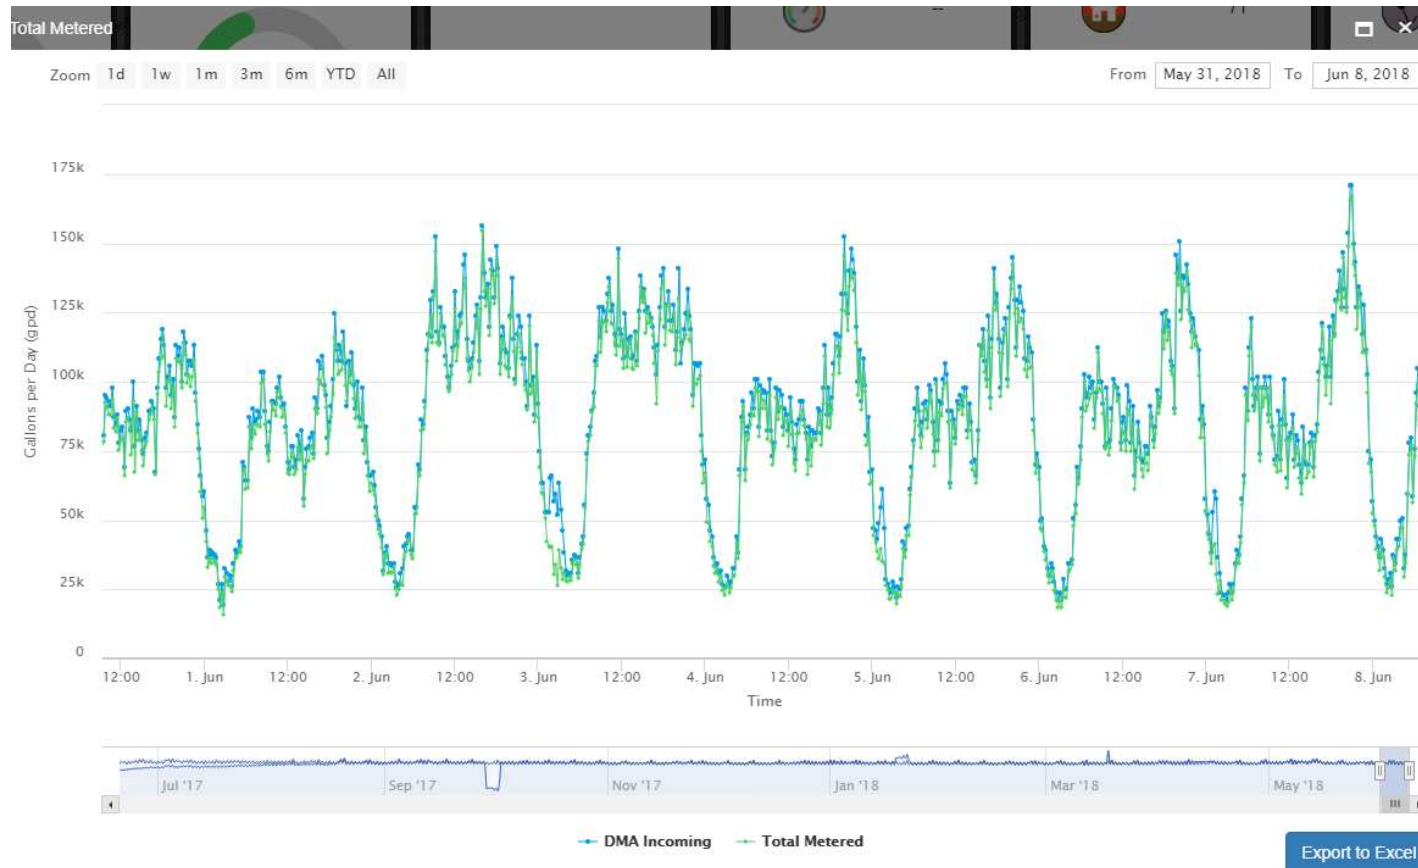 Total Metered
Zoom 1d 1w 1m 3m 6m YTD All From May 31, 2018 To Jun 8, 2018
175k
150k
125k
100k
75k
50k
25k
0
Gallons per Day (gpd)
12:00 1. Jun 12:00 2. Jun 12:00 3. Jun 12:00 4. Jun 12:00 5. Jun 12:00 6. Jun 12:00 7. Jun 12:00 8. Jun
Time
Jul '17 Sep '17 Nov '17 Jan '18 Mar '18 May '18
DMA Incoming Total Metered
Export to Excel